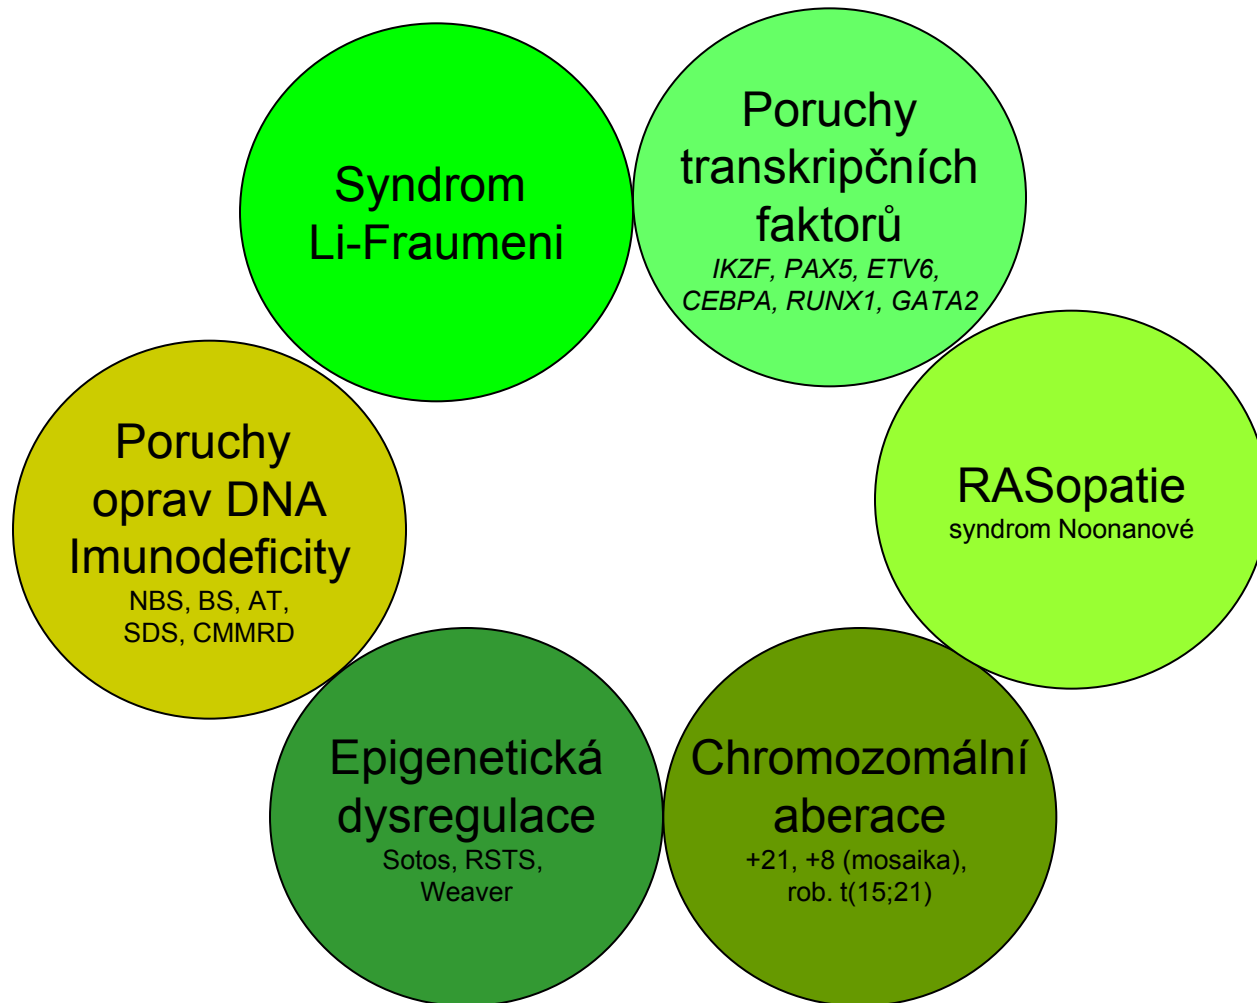 Syndrom
Li-Fraumeni
Poruchy
transkripčních
faktorů
IKZF, PAX5, ETV6,
CEBPA, RUNX1, GATA2
RASopatie
syndrom Noonanové
Chromozomální
aberace
+21, +8 (mosaika),
rob. t(15;21)
Epigenetická
dysregulace
Sotos, RSTS,
Weaver
Poruchy
oprav DNA
Imunodeficity
NBS, BS, AT,
SDS, CMMRD